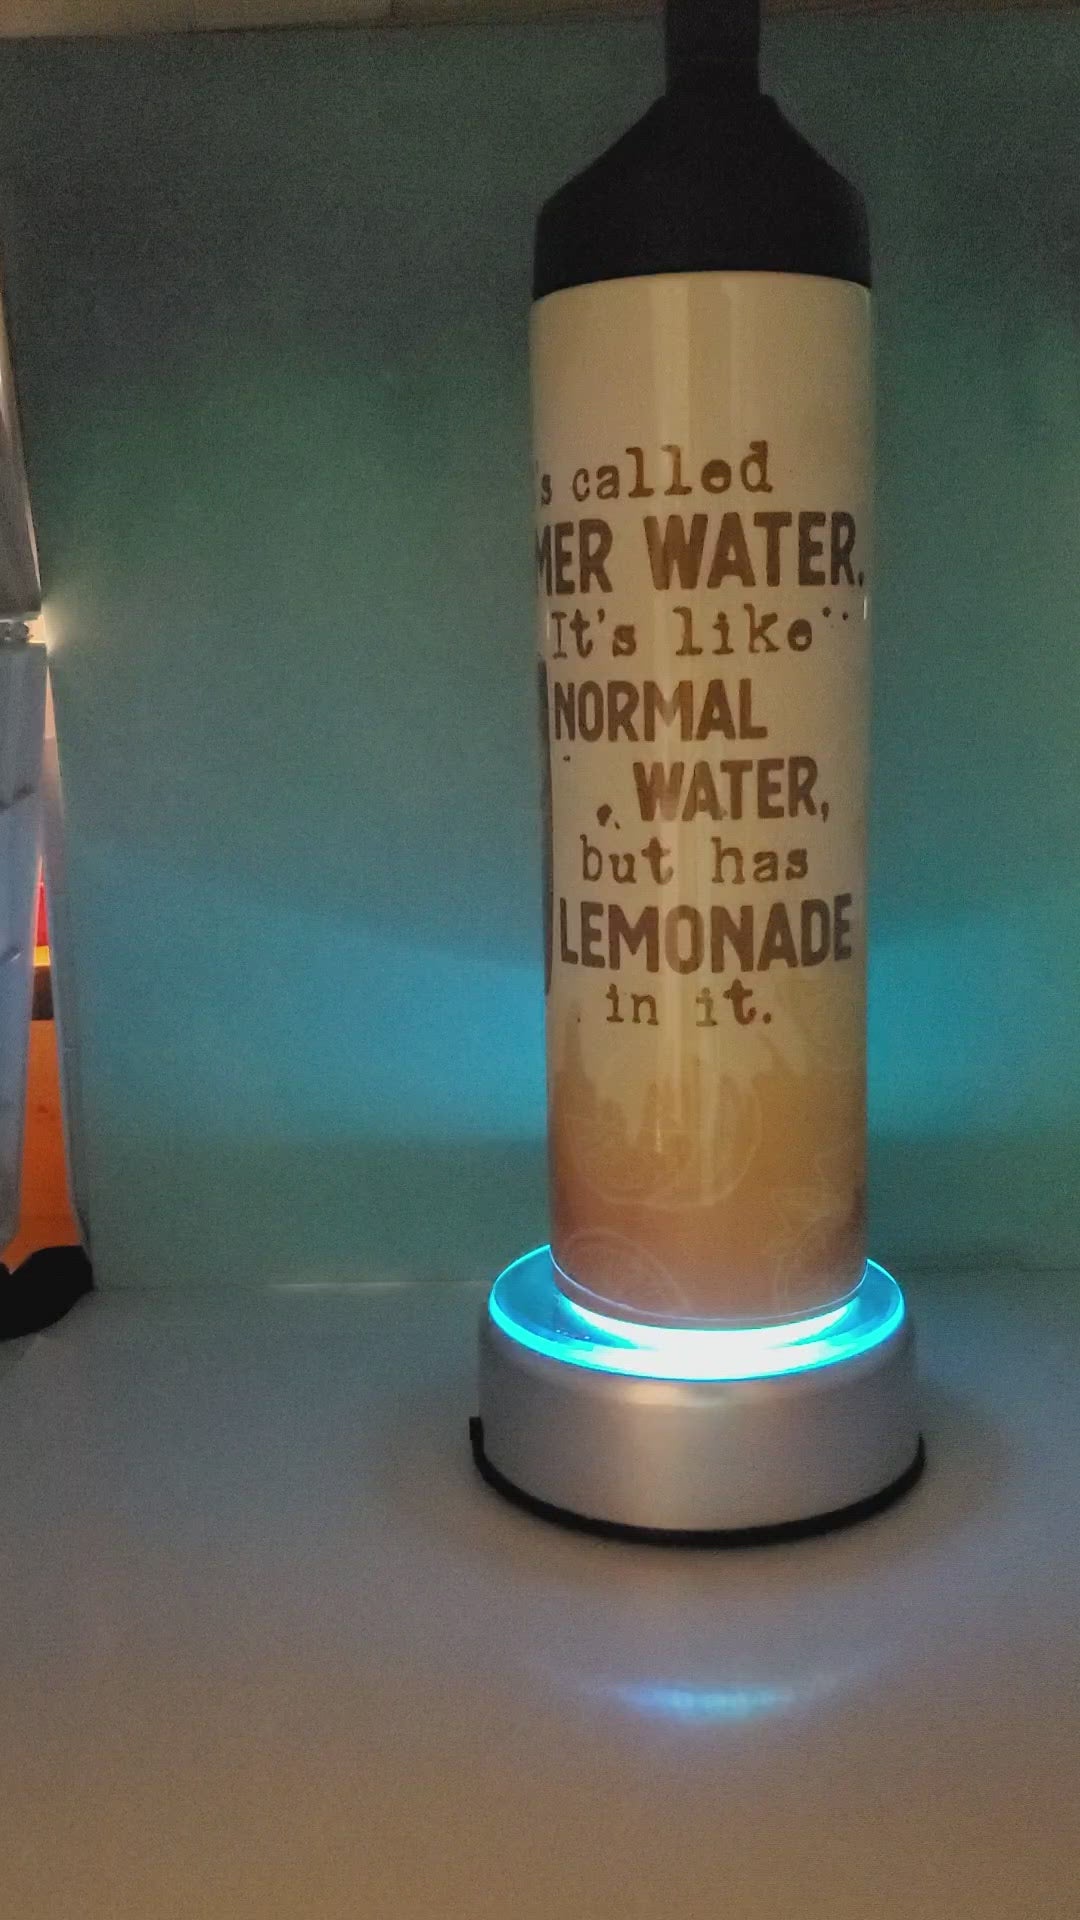 's called
MER WATER.
It's like
NORMAL
WATER,
but has
LEMONADE
in it.